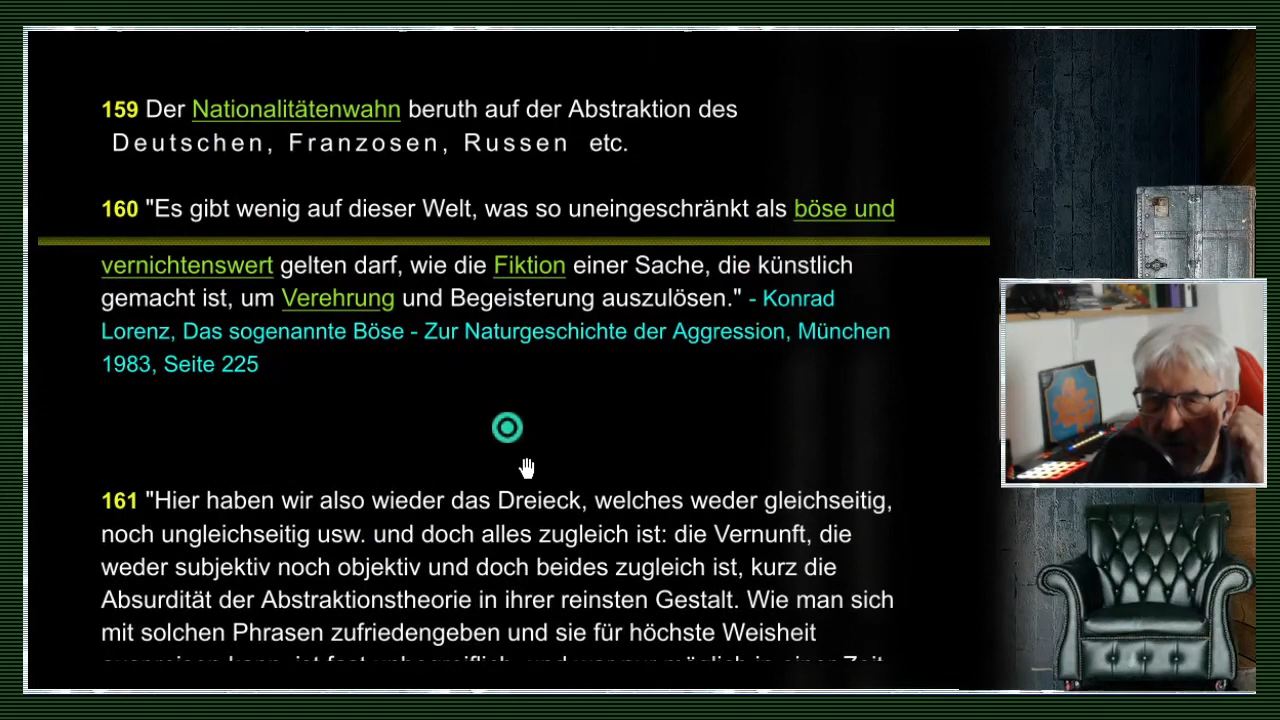 159 Der Nationalitätenwahn beruth auf der Abstraktion des
Deutschen, Franzosen, Russen etc.
160 "Es gibt wenig auf dieser Welt, was so uneingeschränkt als böse und
vernichtenswert gelten darf, wie die Fiktion einer Sache, die künstlich
gemacht ist, um Verehrung und Begeisterung auszulösen." - Konrad
Lorenz, Das sogenannte Böse - Zur Naturgeschichte der Aggression, München
1983, Seite 225
161 "Hier haben wir also wieder das Dreieck, welches weder gleichseitig,
noch ungleichseitig usw. und doch alles zugleich ist: die Vernunft, die
weder subjektiv noch objektiv und doch beides zugleich ist, kurz die
Absurdität der Abstraktionstheorie in ihrer reinsten Gestalt. Wie man sich
mit solchen Phrasen zufriedengeben und sie für höchste Weisheit